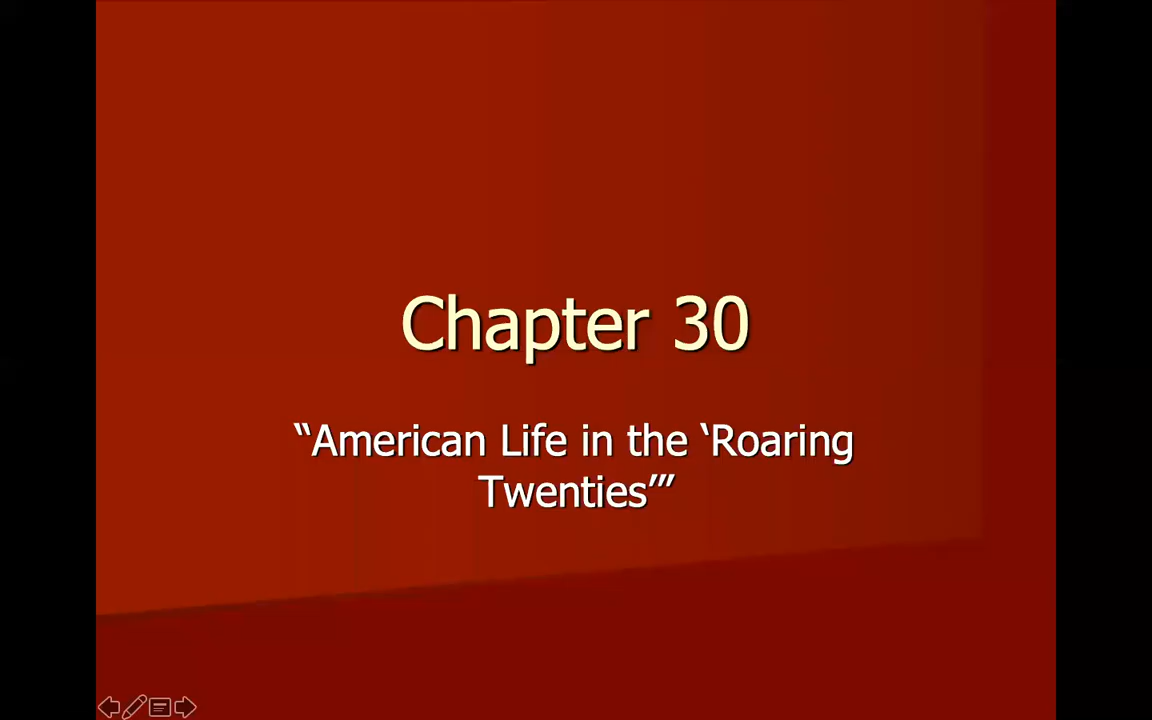 Chapter 30
“American Life in the ‘Roaring
Twenties’”